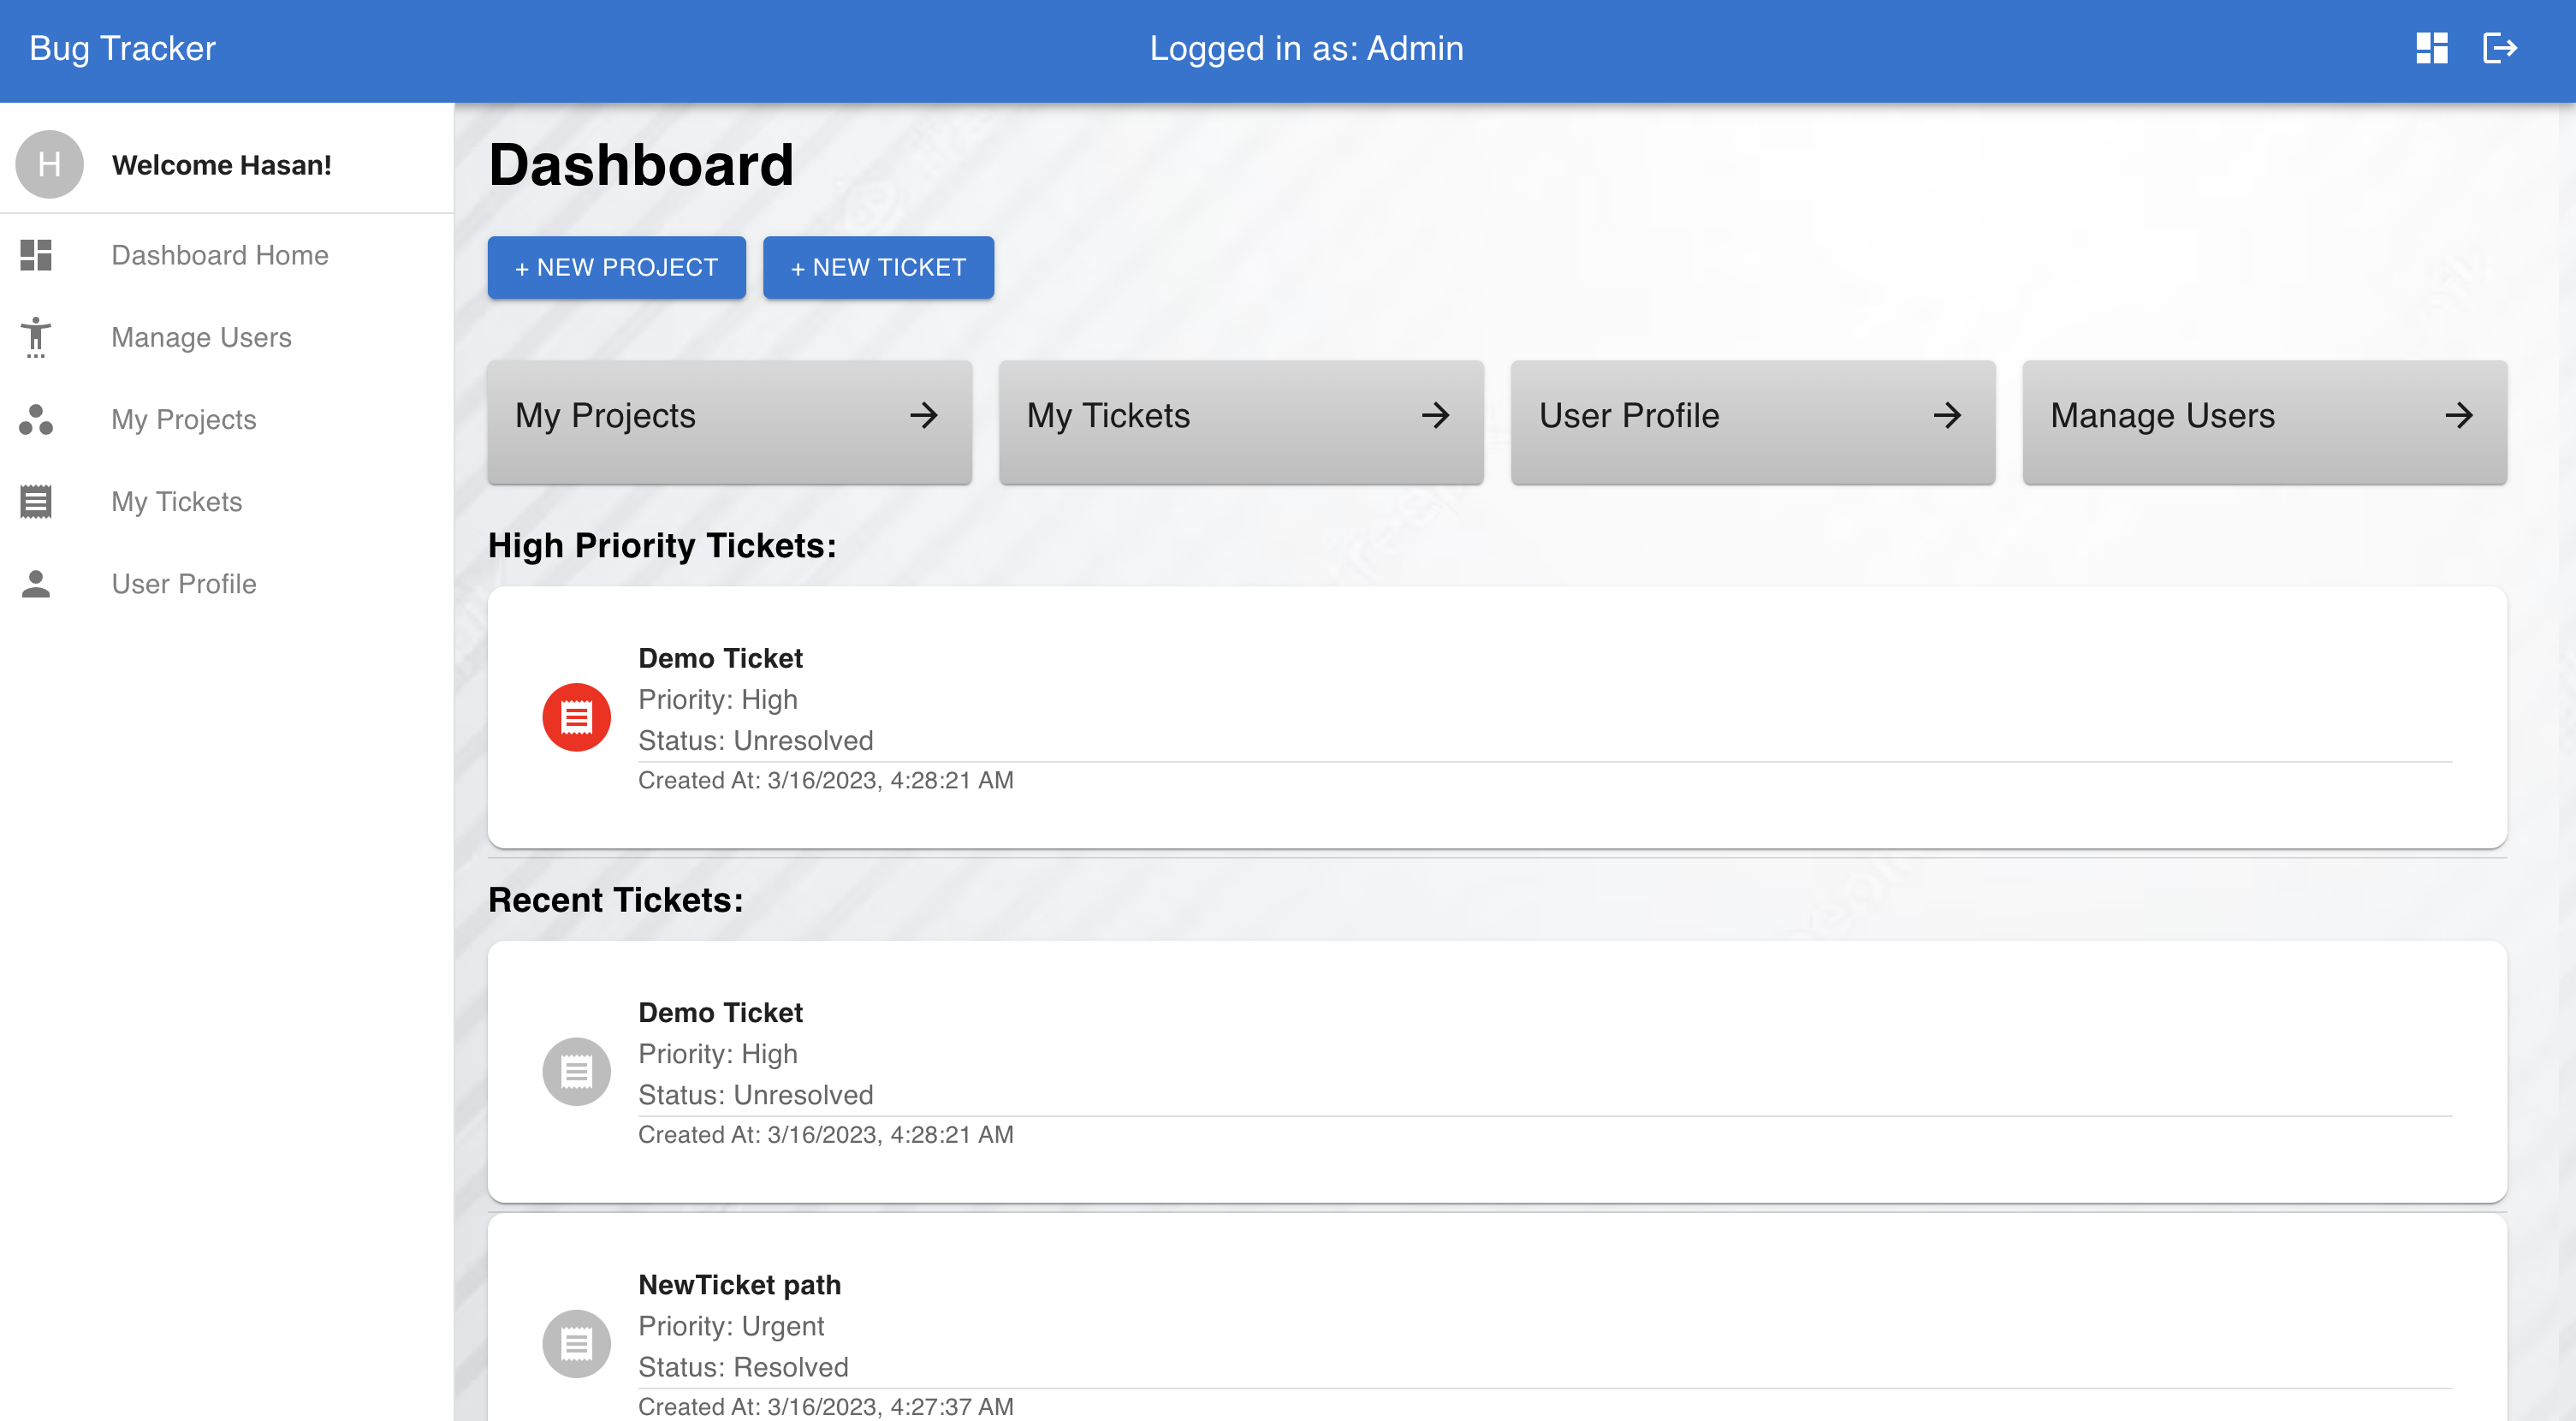 Bug Tracker
Logged in as: Admin
H
Welcome Hasan!
Dashboard Home
Manage Users
My Projects
My Tickets
User Profile
Dashboard
+ NEW PROJECT
+ NEW TICKET
My Projects
My Tickets
User Profile
Manage Users
High Priority Tickets:
Demo Ticket
Priority: High
Status: Unresolved
Created At: 3/16/2023, 4:28:21 AM
Recent Tickets:
Demo Ticket
Priority: High
Status: Unresolved
Created At: 3/16/2023, 4:28:21 AM
NewTicket path
Priority: Urgent
Status: Resolved
Created At: 3/16/2023, 4:27:37 AM